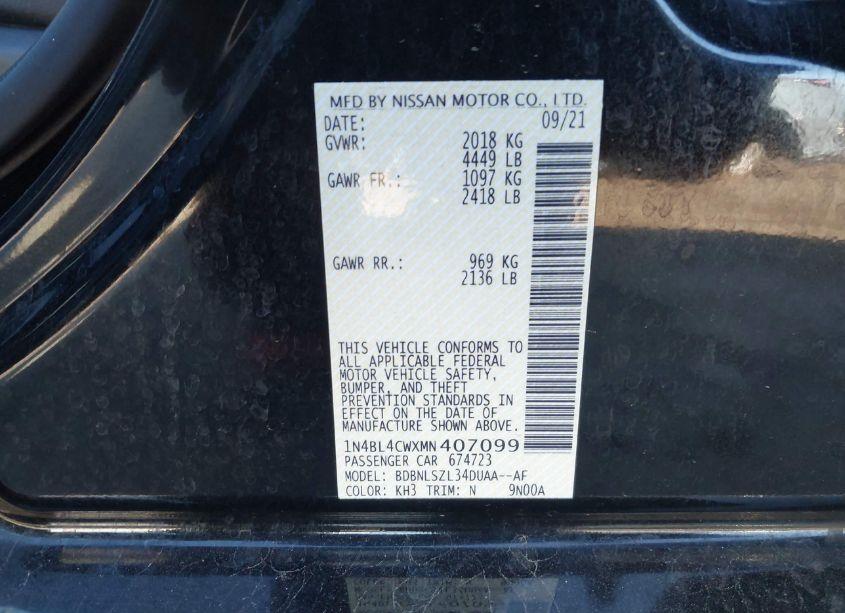 MFD BY NISSAN MOTOR CO., LTD.
DATE: 09/21
GVWR: 2018 KG
4449 LB
GAWR FR.: 1097 KG
2418 LB
GAWR RR.: 969 KG
2136 LB
THIS VEHICLE CONFORMS TO
ALL APPLICABLE FEDERAL
MOTOR VEHICLE SAFETY,
BUMPER, AND THEFT
PREVENTION STANDARDS IN
EFFECT ON THE DATE OF
MANUFACTURE SHOWN ABOVE.
1N4BL4CWXMN407099
PASSENGER CAR 674723
MODEL: BDBNLSZL34DUAA--AF
COLOR: KH3 TRIM: N 9N00A